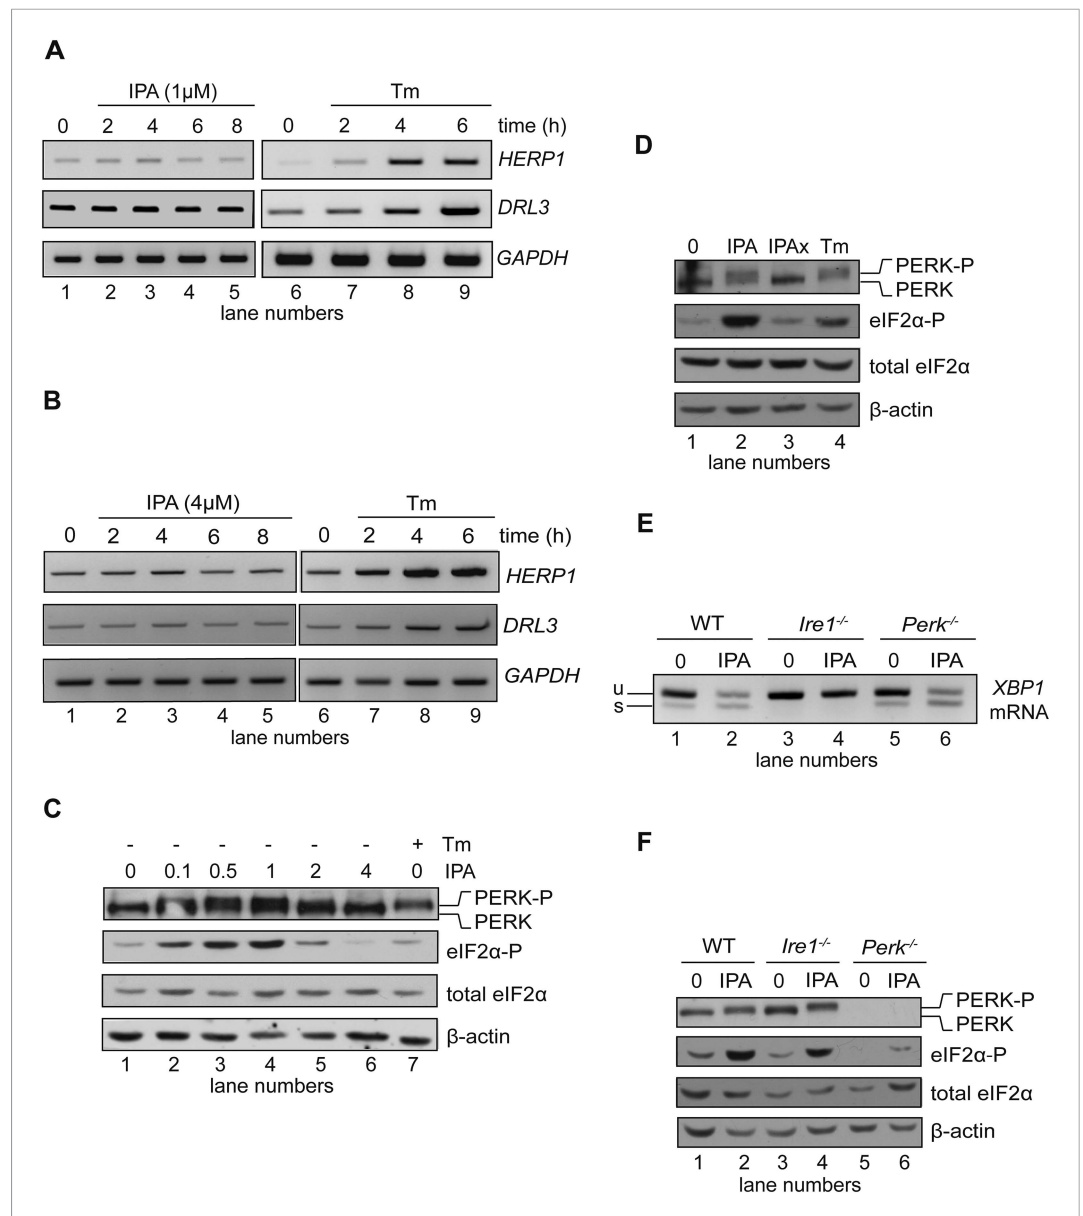 A
IPA (1µM) Tm
0 2 4 6 8 0 2 4 6 time (h)
HERP1
DRL3
GAPDH
1 2 3 4 5 6 7 8 9
lane numbers
B
IPA (4µM) Tm
0 2 4 6 8 0 2 4 6 time (h)
HERP1
DRL3
GAPDH
1 2 3 4 5 6 7 8 9
lane numbers
C
- - - - - - + Tm
0 0.1 0.5 1 2 4 0 IPA
PERK-P
PERK
eIF2α-P
total eIF2α
β-actin
1 2 3 4 5 6 7
lane numbers
D
0 IPA IPAx Tm
PERK-P
PERK
eIF2α-P
total eIF2α
β-actin
1 2 3 4
lane numbers
E
WT Ire1-/- Perk-/-
0 IPA 0 IPA 0 IPA
u
s
XBP1
mRNA
1 2 3 4 5 6
lane numbers
F
WT Ire1-/- Perk-/-
0 IPA 0 IPA 0 IPA
PERK-P
PERK
eIF2α-P
total eIF2α
β-actin
1 2 3 4 5 6
lane numbers